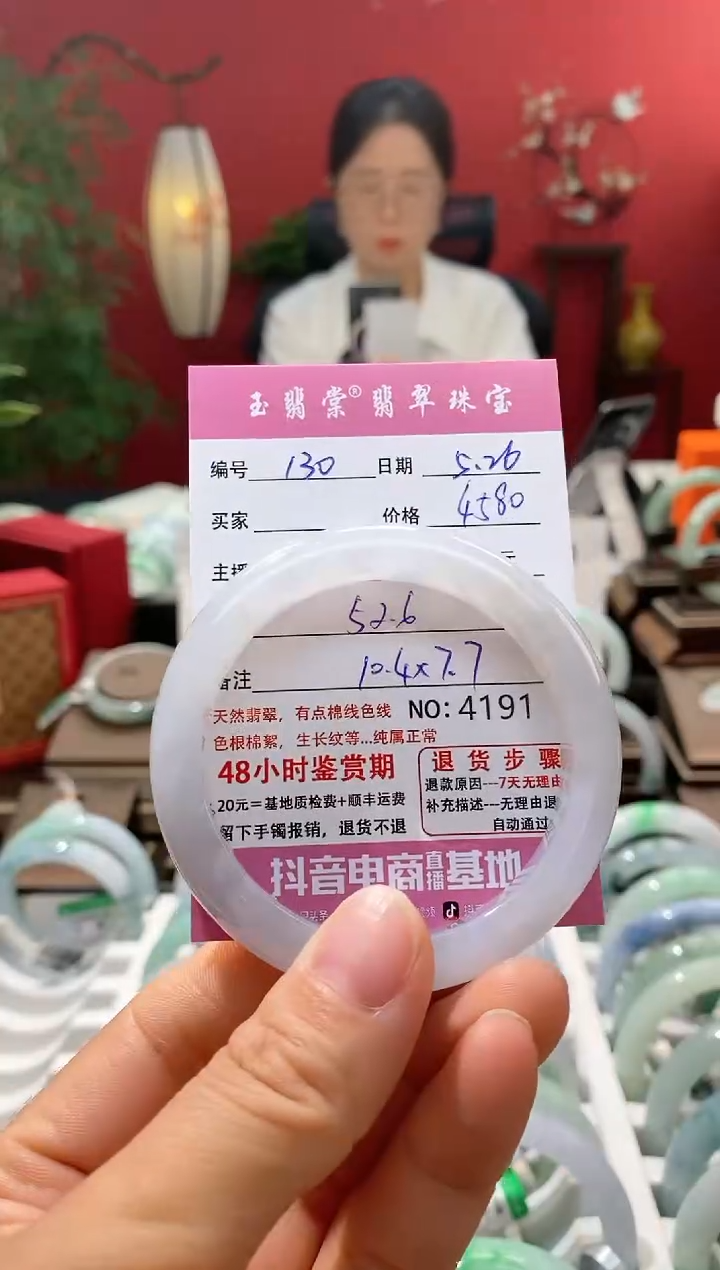 玉翡棠®翡翠珠宝
编号 130 日期 5.26
买家 价格 4580
主播
52.6
备注 10.4x7.7
天然翡翠，有点棉线色线 NO: 4191
色根棉絮，生长纹等...纯属正常
48小时鉴赏期
退货步骤
退款原因---7天无理由
20元=基地质检费+顺丰运费
补充描述---无理由退
留下手镯报销，退货不退
自动通过
抖音电商直播基地